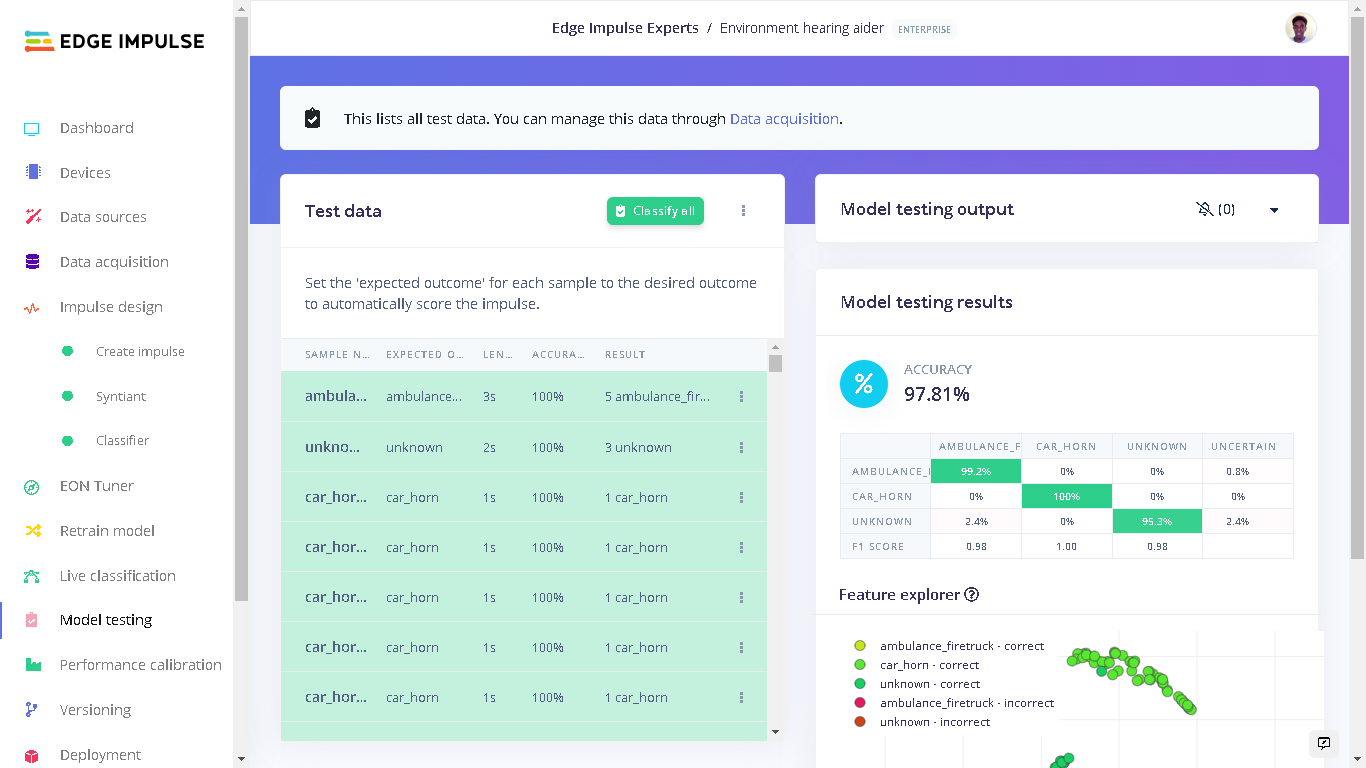 EDGE IMPULSE
Dashboard
Devices
Data sources
Data acquisition
Impulse design
Create impulse
Syntiant
Classifier
EON Tuner
Retrain model
Live classification
Model testing
Performance calibration
Versioning
Deployment
Edge Impulse Experts / Environment hearing aider ENTERPRISE
This lists all test data. You can manage this data through Data acquisition.
Test data
Classify all
Set the 'expected outcome' for each sample to the desired outcome
to automatically score the impulse.
SAMPLE N... EXPECTED O... LEN... ACCURA... RESULT
ambula... ambulance... 3s 100% 5 ambulance_fir...
unkno... unknown 2s 100% 3 unknown
car_hor... car_horn 1s 100% 1 car_horn
car_hor... car_horn 1s 100% 1 car_horn
car_hor... car_horn 1s 100% 1 car_horn
car_hor... car_horn 1s 100% 1 car_horn
car_hor... car_horn 1s 100% 1 car_horn
Model testing output (0)
Model testing results
%
ACCURACY
97.81%
AMBULANCE_F CAR_HORN UNKNOWN UNCERTAIN
AMBULANCE_I 99.2% 0% 0% 0.8%
CAR_HORN 0% 100% 0% 0%
UNKNOWN 2.4% 0% 95.3% 2.4%
F1 SCORE 0.98 1.00 0.98
Feature explorer ?
ambulance_firetruck - correct
car_horn - correct
unknown - correct
ambulance_firetruck - incorrect
unknown - incorrect